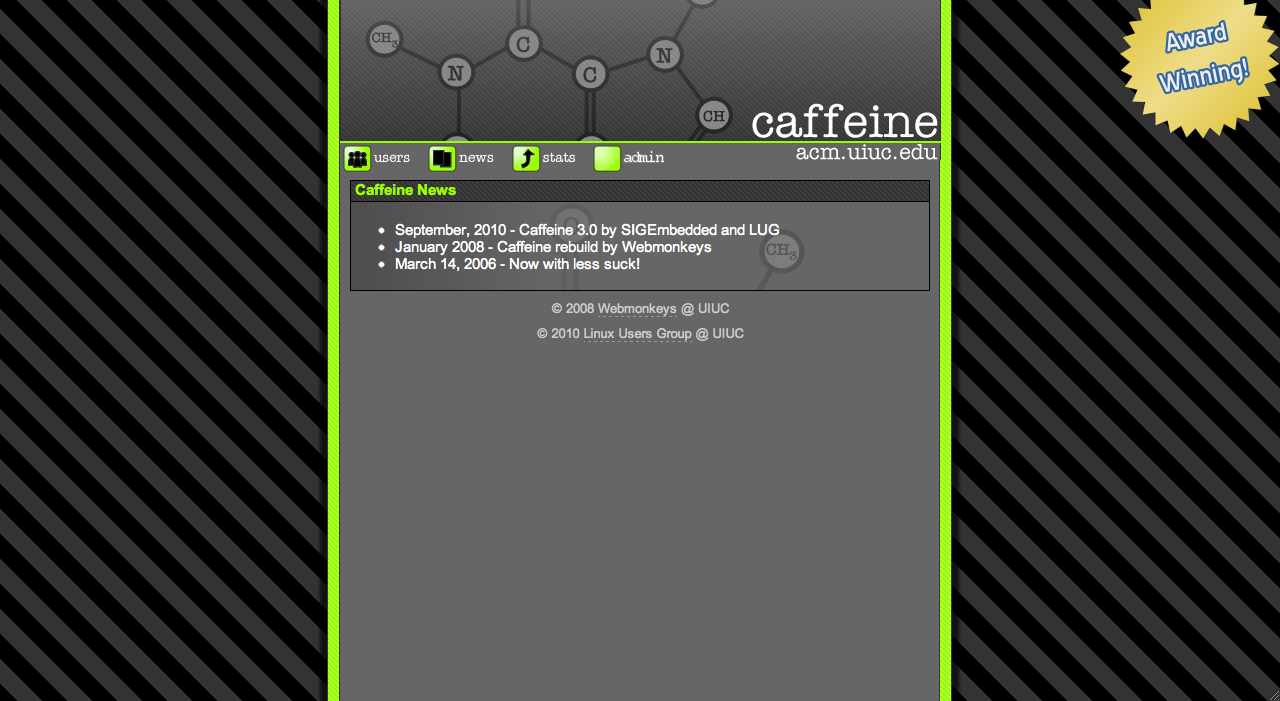 CH3
N
C
C
N
CH
caffeine
acm.uiuc.edu
users news stats admin
Caffeine News
September, 2010 - Caffeine 3.0 by SIGEmbedded and LUG
January 2008 - Caffeine rebuild by Webmonkeys
March 14, 2006 - Now with less suck!
CH3
© 2008 Webmonkeys @ UIUC
© 2010 Linux Users Group @ UIUC
Award
Winning!